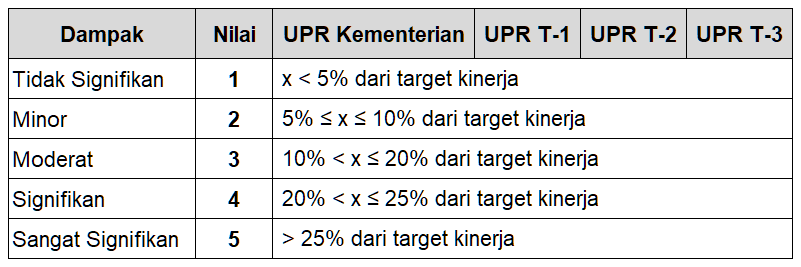 Dampak Nilai UPR Kementerian UPR T-1 UPR T-2 UPR T-3
Tidak Signifikan 1 x < 5% dari target kinerja
Minor 2 5% ≤ x ≤ 10% dari target kinerja
Moderat 3 10% < x ≤ 20% dari target kinerja
Signifikan 4 20% < x ≤ 25% dari target kinerja
Sangat Signifikan 5 > 25% dari target kinerja